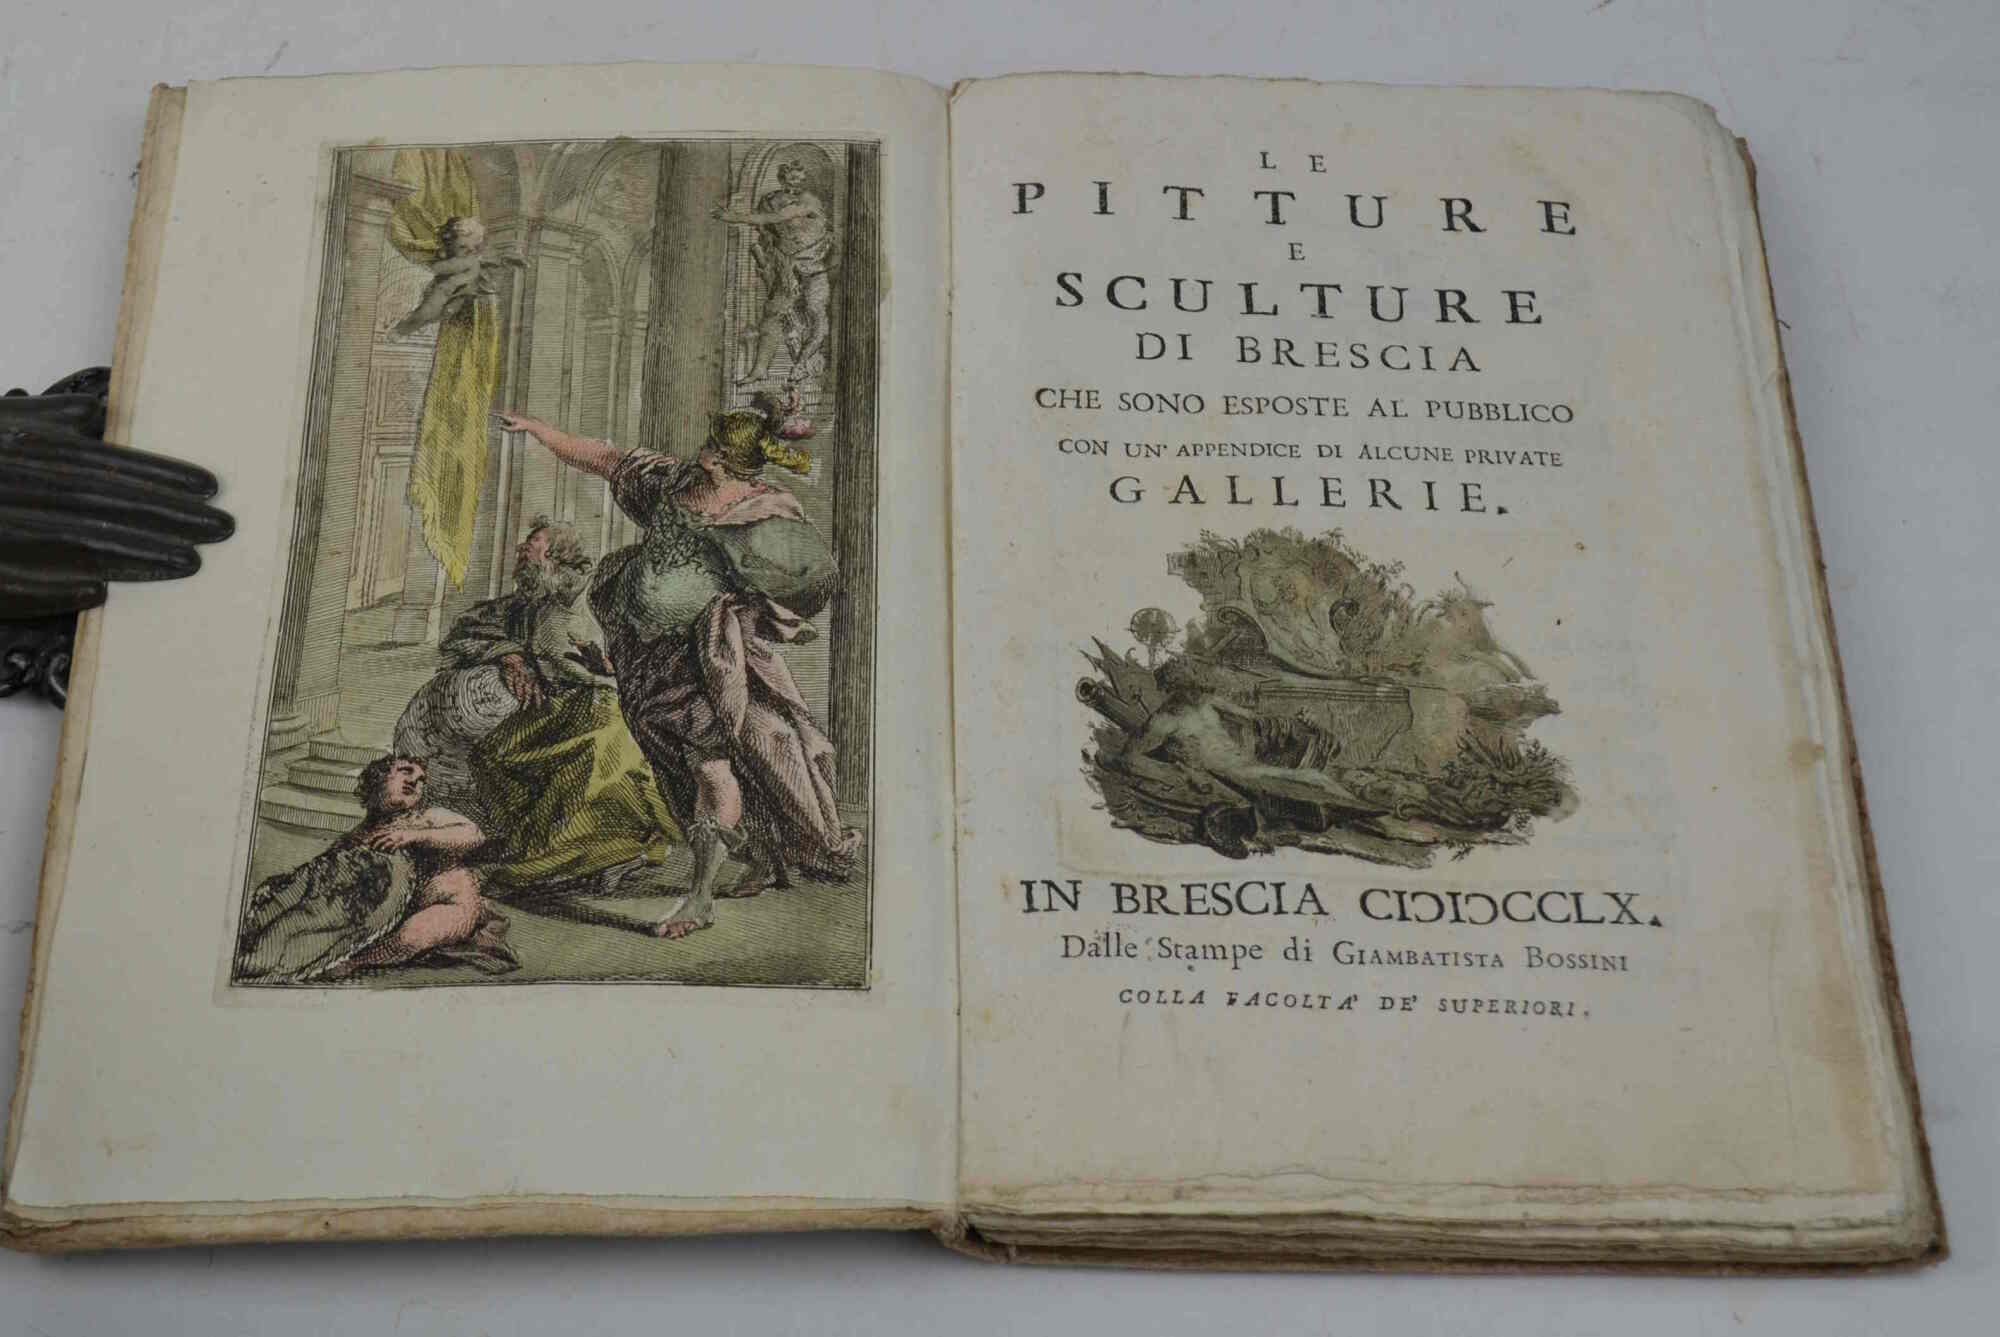 LE
PITTURE
E
SCULTURE
DI BRESCIA
CHE SONO ESPOSTE AL PUBBLICO
CON UN' APPENDICE DI ALCUNE PRIVATE
GALLERIE.
IN BRESCIA CIↃIↃCCLX.
Dalle Stampe di GIAMBATISTA BOSSINI
COLLA FACOLTA' DE' SUPERIORI.